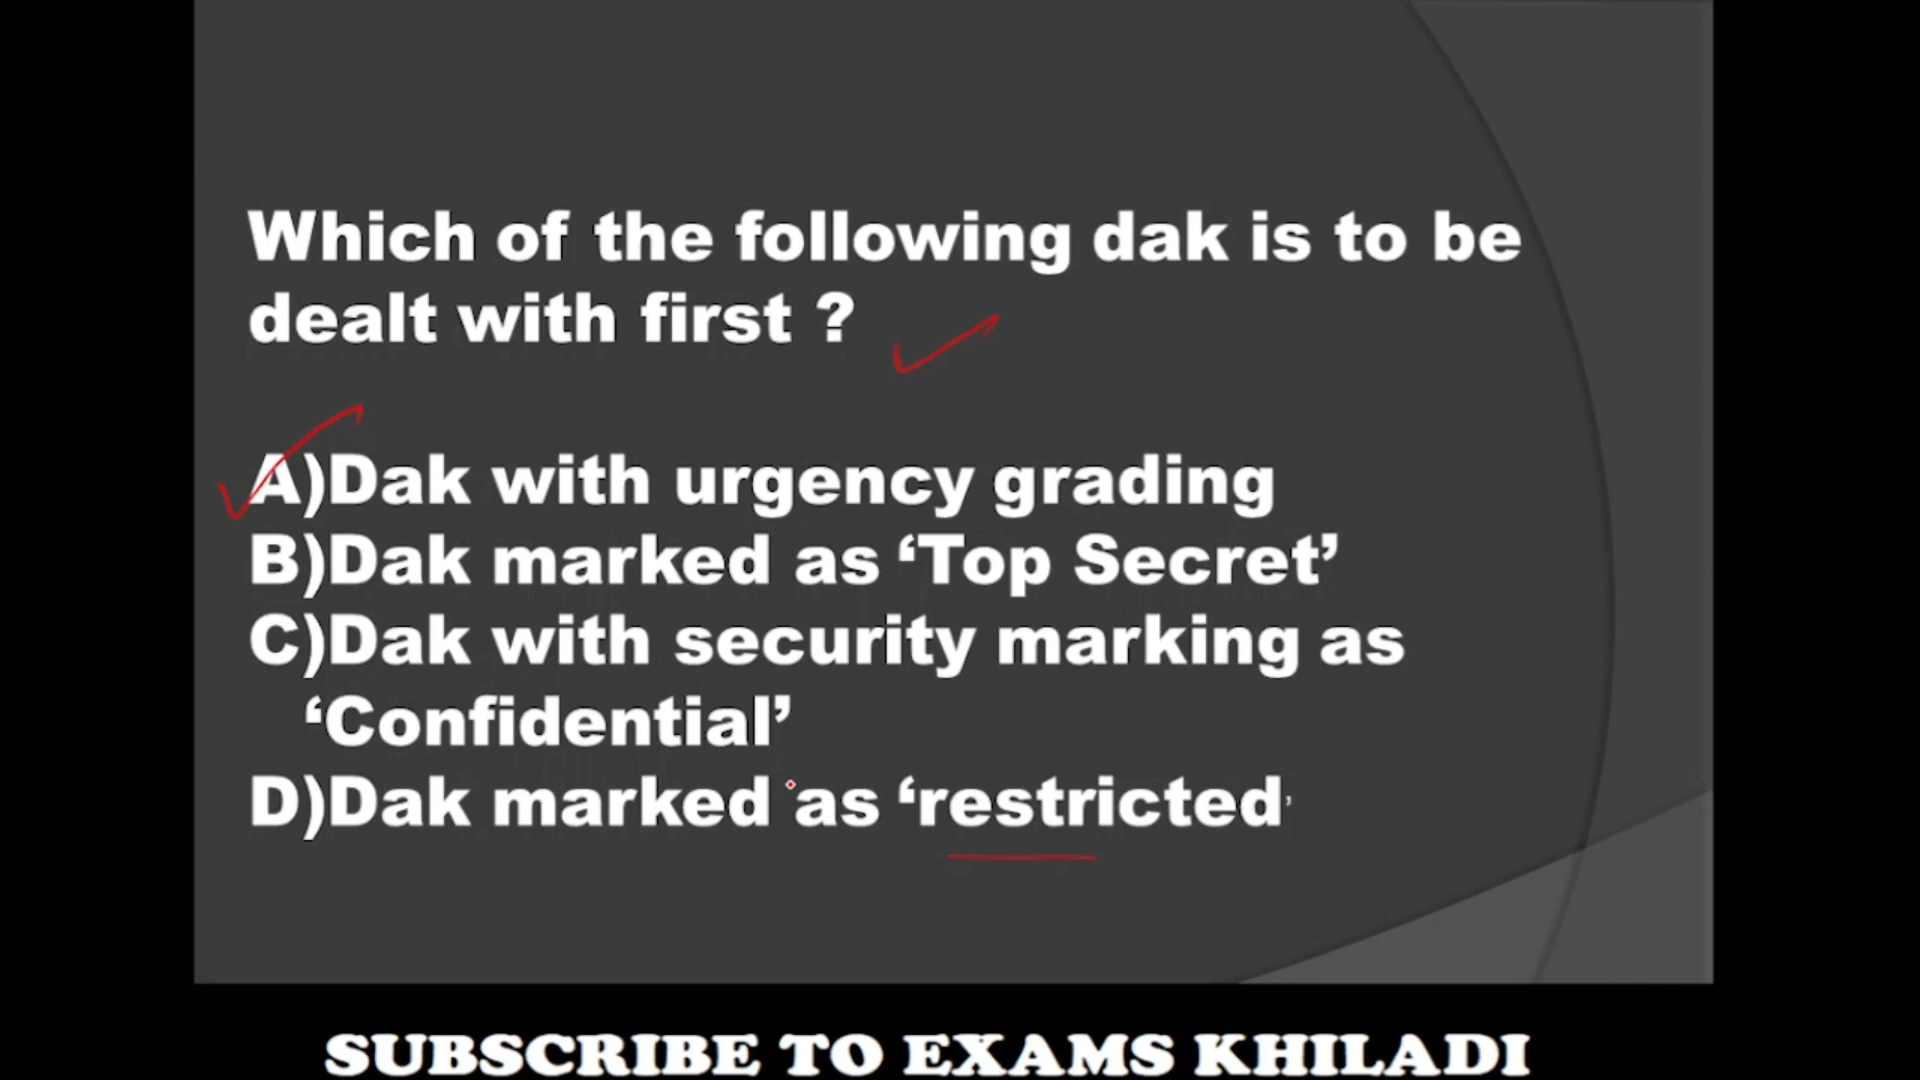 Which of the following dak is to be
dealt with first ?
A)Dak with urgency grading
B)Dak marked as ‘Top Secret’
C)Dak with security marking as
‘Confidential’
D)Dak marked as ‘restricted’
SUBSCRIBE TO EXAMS KHILADI